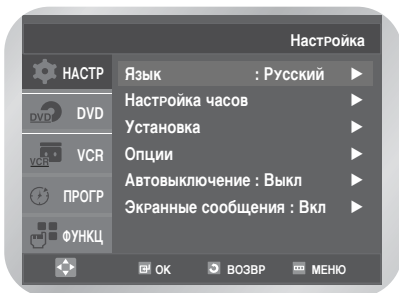 Настройка
НАСТР
Язык : Русский ►
DVD DVD
Настройка часов ►
Установка ►
VCR VCR
Опции ►
Автовыключение : Выкл ►
ПРОГР
Экранные сообщения : Вкл ►
ФУНКЦ
ОК ВОЗВР МЕНЮ